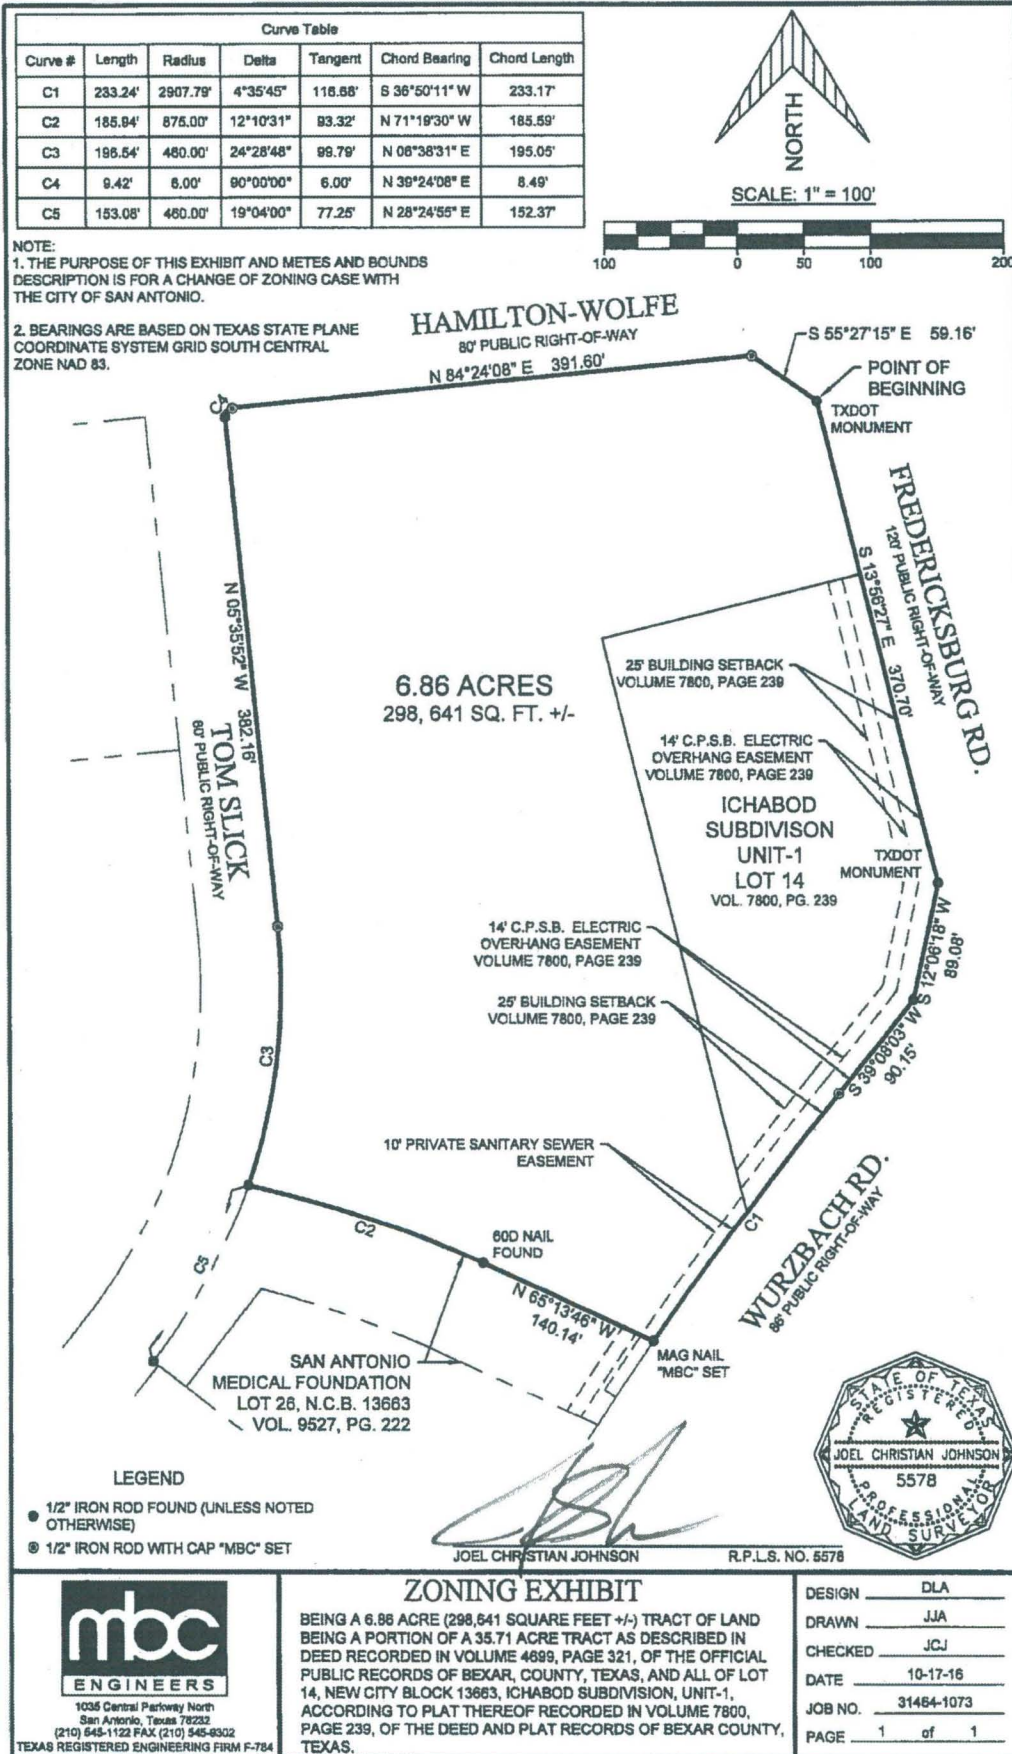 Curve Table
Curve # Length Radius Delta Tangent Chord Bearing Chord Length
C1 233.24' 2907.79' 4°35'45" 116.68' S 36°50'11" W 233.17'
C2 185.94' 875.00' 12°10'31" 93.32' N 71°19'30" W 185.59'
C3 196.54' 460.00' 24°28'48" 99.79' N 06°38'31" E 195.05'
C4 9.42' 6.00' 90°00'00" 6.00' N 39°24'08" E 8.49'
C5 153.08' 460.00' 19°04'00" 77.25' N 28°24'55" E 152.37'
NORTH
SCALE: 1" = 100'
100 0 50 100 200
NOTE:
1. THE PURPOSE OF THIS EXHIBIT AND METES AND BOUNDS
DESCRIPTION IS FOR A CHANGE OF ZONING CASE WITH
THE CITY OF SAN ANTONIO.
2. BEARINGS ARE BASED ON TEXAS STATE PLANE
COORDINATE SYSTEM GRID SOUTH CENTRAL
ZONE NAD 83.
HAMILTON-WOLFE
80' PUBLIC RIGHT-OF-WAY
N 84°24'08" E 391.60'
S 55°27'15" E 59.16'
POINT OF
BEGINNING
TXDOT
MONUMENT
C4
FREDERICKSBURG RD.
120' PUBLIC RIGHT-OF-WAY
S 13°56'27" E 370.70'
N 05°35'52" W 382.16'
TOM SLICK
80' PUBLIC RIGHT-OF-WAY
6.86 ACRES
298, 641 SQ. FT. +/-
25' BUILDING SETBACK
VOLUME 7800, PAGE 239
14' C.P.S.B. ELECTRIC
OVERHANG EASEMENT
VOLUME 7800, PAGE 239
ICHABOD
SUBDIVISON
UNIT-1
LOT 14
VOL. 7800, PG. 239
TXDOT
MONUMENT
S 12°06'18" W
89.08'
14' C.P.S.B. ELECTRIC
OVERHANG EASEMENT
VOLUME 7800, PAGE 239
25' BUILDING SETBACK
VOLUME 7800, PAGE 239
S 39°08'03" W
90.15'
C3
10' PRIVATE SANITARY SEWER
EASEMENT
C1
WURZBACH RD.
86' PUBLIC RIGHT-OF-WAY
C2
60D NAIL
FOUND
C5
N 65°13'46" W
140.14'
MAG NAIL
"MBC" SET
SAN ANTONIO
MEDICAL FOUNDATION
LOT 26, N.C.B. 13663
VOL. 9527, PG. 222
STATE OF TEXAS
REGISTERED
JOEL CHRISTIAN JOHNSON
5578
PROFESSIONAL
LAND SURVEYOR
LEGEND
1/2" IRON ROD FOUND (UNLESS NOTED
OTHERWISE)
1/2" IRON ROD WITH CAP "MBC" SET
JOEL CHRISTIAN JOHNSON R.P.L.S. NO. 5578
mbc
ENGINEERS
1035 Central Parkway North
San Antonio, Texas 78232
(210) 545-1122 FAX (210) 545-9302
TEXAS REGISTERED ENGINEERING FIRM F-784
ZONING EXHIBIT
BEING A 6.86 ACRE (298,641 SQUARE FEET +/-) TRACT OF LAND
BEING A PORTION OF A 35.71 ACRE TRACT AS DESCRIBED IN
DEED RECORDED IN VOLUME 4699, PAGE 321, OF THE OFFICIAL
PUBLIC RECORDS OF BEXAR, COUNTY, TEXAS, AND ALL OF LOT
14, NEW CITY BLOCK 13663, ICHABOD SUBDIVISION, UNIT-1,
ACCORDING TO PLAT THEREOF RECORDED IN VOLUME 7800,
PAGE 239, OF THE DEED AND PLAT RECORDS OF BEXAR COUNTY,
TEXAS.
DESIGN DLA
DRAWN JJA
CHECKED JCJ
DATE 10-17-16
JOB NO. 31464-1073
PAGE 1 of 1